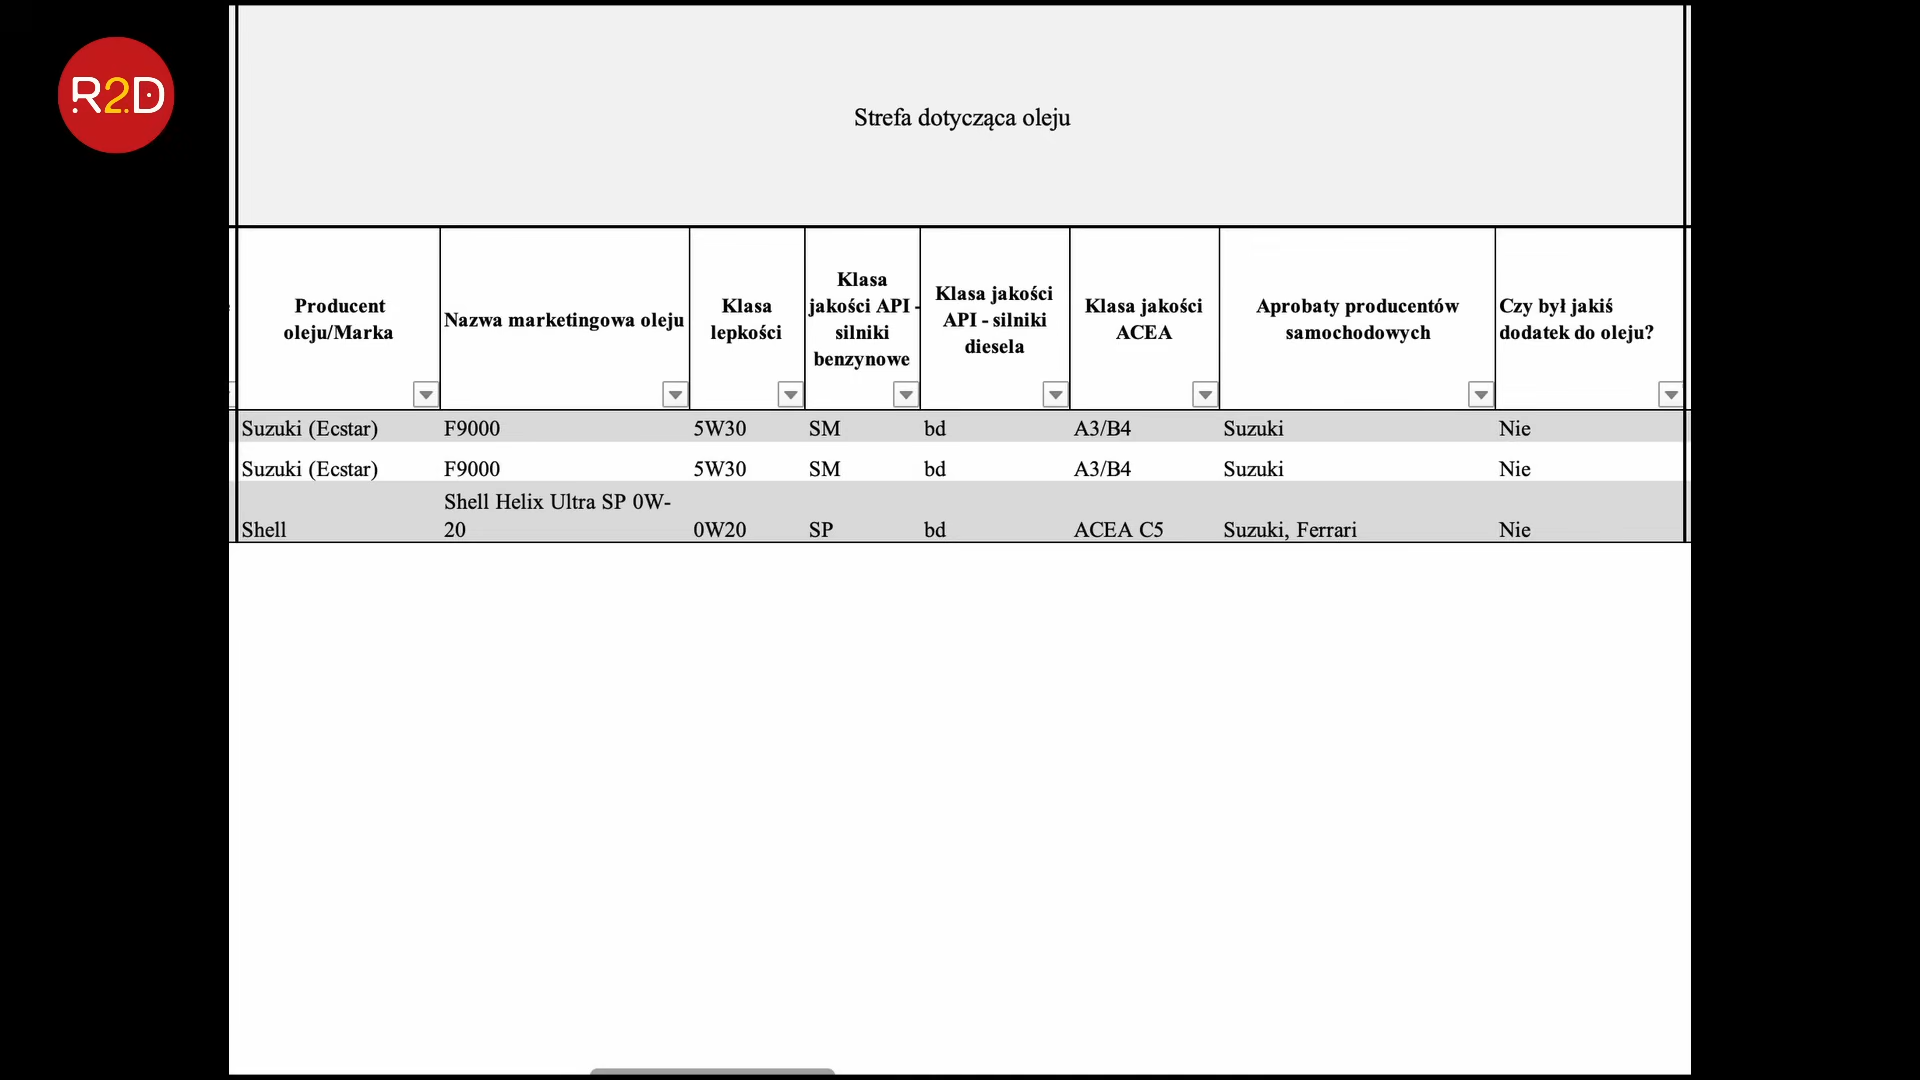 R2D
Strefa dotycząca oleju
Producent
oleju/Marka
Nazwa marketingowa oleju
Klasa
lepkości
Klasa
jakości API -
silniki
benzynowe
Klasa jakości
API - silniki
diesela
Klasa jakości
ACEA
Aprobaty producentów
samochodowych
Czy był jakiś
dodatek do oleju?
Suzuki (Ecstar) F9000 5W30 SM bd A3/B4 Suzuki Nie
Suzuki (Ecstar) F9000 5W30 SM bd A3/B4 Suzuki Nie
Shell Helix Ultra SP 0W-
Shell 20 0W20 SP bd ACEA C5 Suzuki, Ferrari Nie